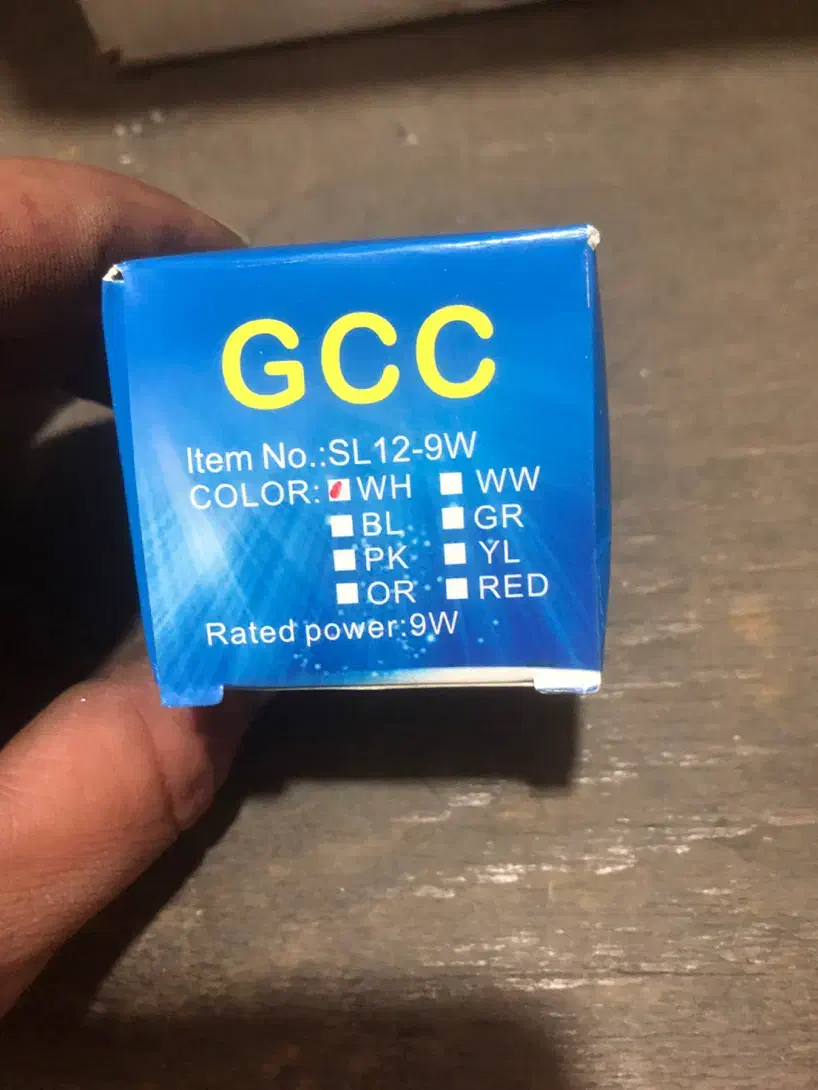 GCC
Item No.:SL12-9W
COLOR: WH WW
BL GR
PK YL
OR RED
Rated power:9W